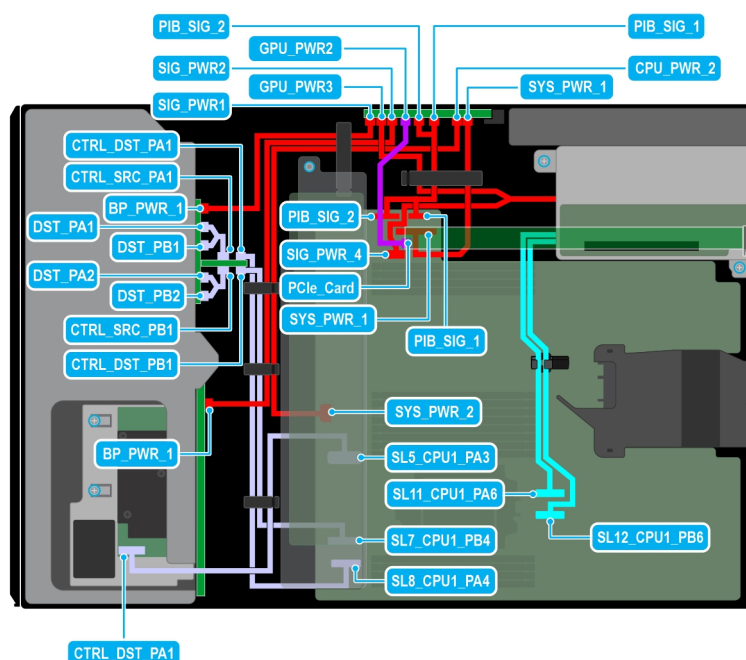 PIB_SIG_2
PIB_SIG_1
GPU_PWR2
SIG_PWR2
CPU_PWR_2
GPU_PWR3
SYS_PWR_1
SIG_PWR1
CTRL_DST_PA1
CTRL_SRC_PA1
BP_PWR_1
DST_PA1
PIB_SIG_2
DST_PB1
SIG_PWR_4
DST_PA2
PCIe_Card
DST_PB2
SYS_PWR_1
CTRL_SRC_PB1
PIB_SIG_1
CTRL_DST_PB1
SYS_PWR_2
BP_PWR_1
SL5_CPU1_PA3
SL11_CPU1_PA6
SL7_CPU1_PB4
SL12_CPU1_PB6
SL8_CPU1_PA4
CTRL_DST_PA1